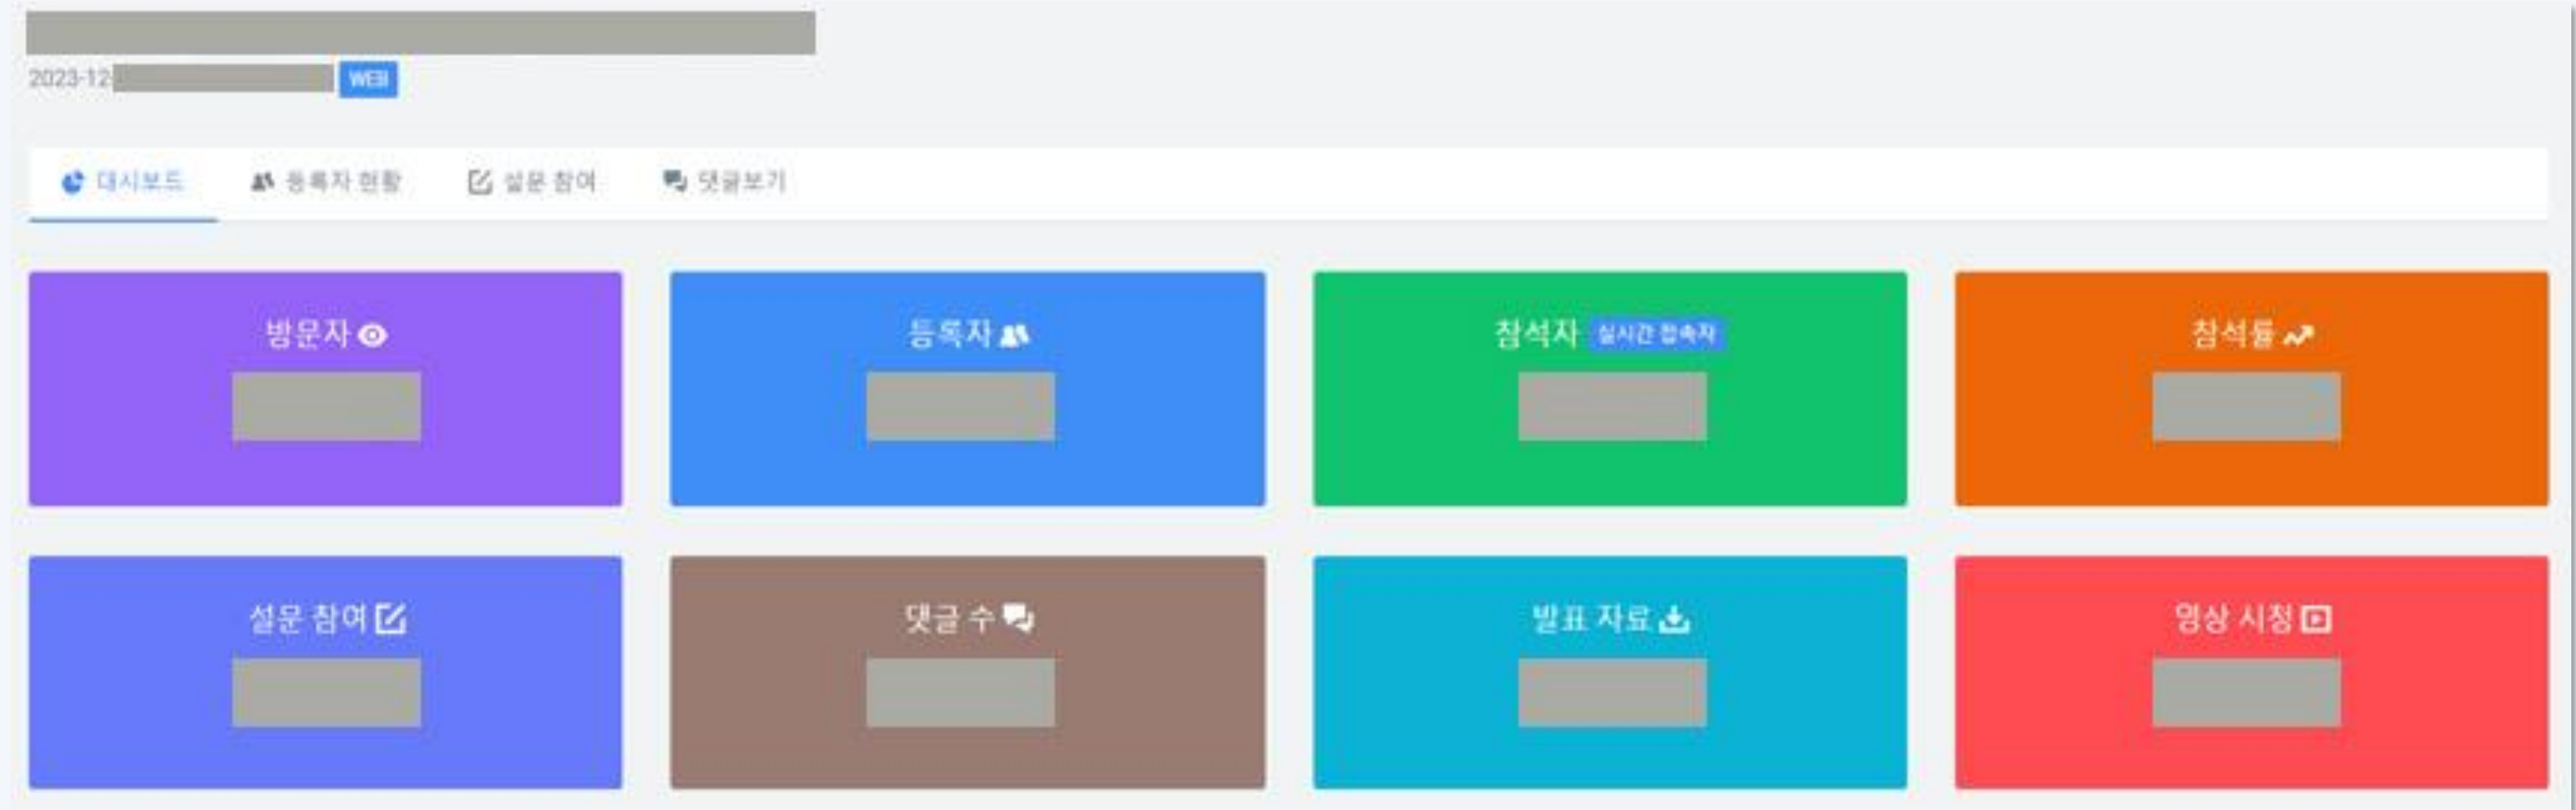 2023-12
WEB
대시보드 등록자 현황 설문 참여 댓글보기
방문자 등록자 참석자 실시간 접속자 참석률
설문 참여 댓글 수 발표 자료 영상 시청